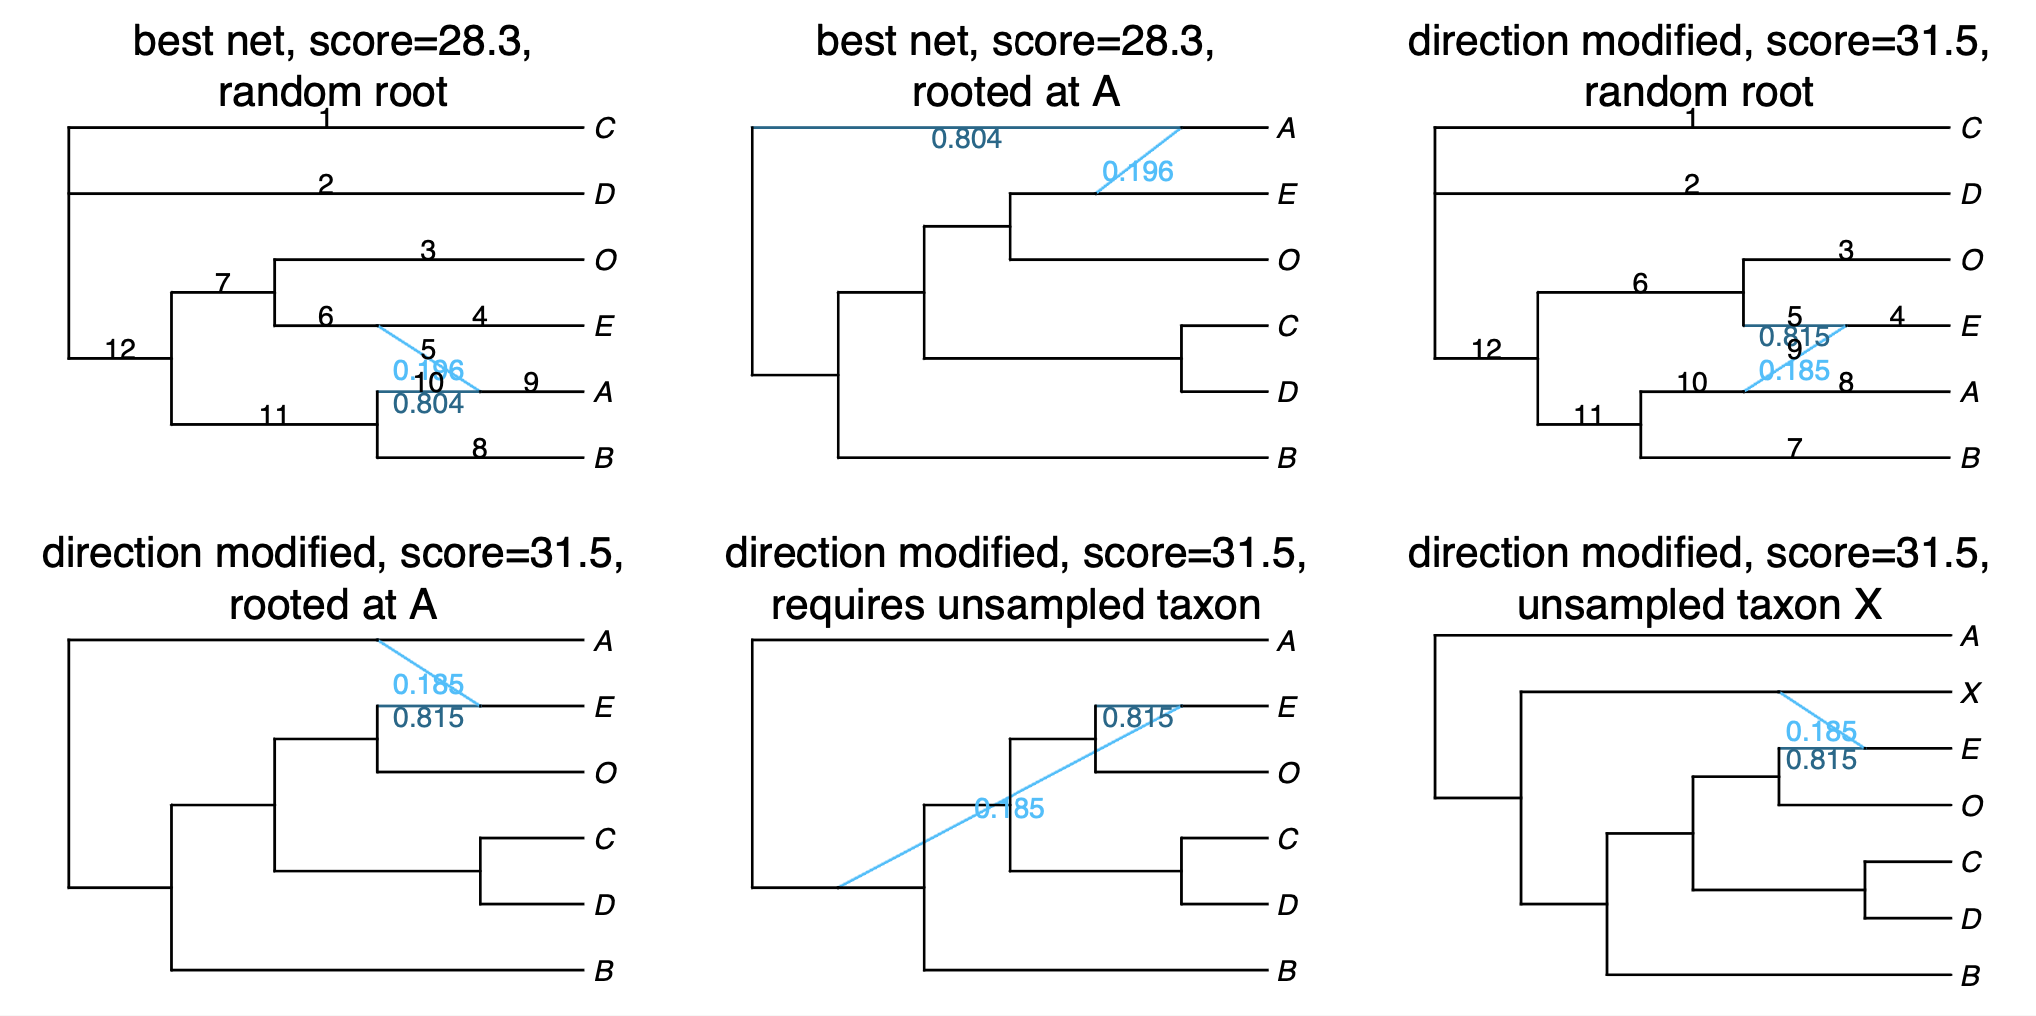 best net, score=28.3,
random root
1
C
2
D
3
O
7
6
4
E
12
5
0.196
10
9
A
0.804
11
8
B
best net, score=28.3,
rooted at A
A
0.804
0.196
E
O
C
D
B
direction modified, score=31.5,
random root
1
C
2
D
3
O
6
5
4
E
0.815
12
9
0.185
10
8
A
11
7
B
direction modified, score=31.5,
rooted at A
A
0.185
E
0.815
O
C
D
B
direction modified, score=31.5,
requires unsampled taxon
A
E
0.815
O
0.185
C
D
B
direction modified, score=31.5,
unsampled taxon X
A
X
0.185
E
0.815
O
C
D
B